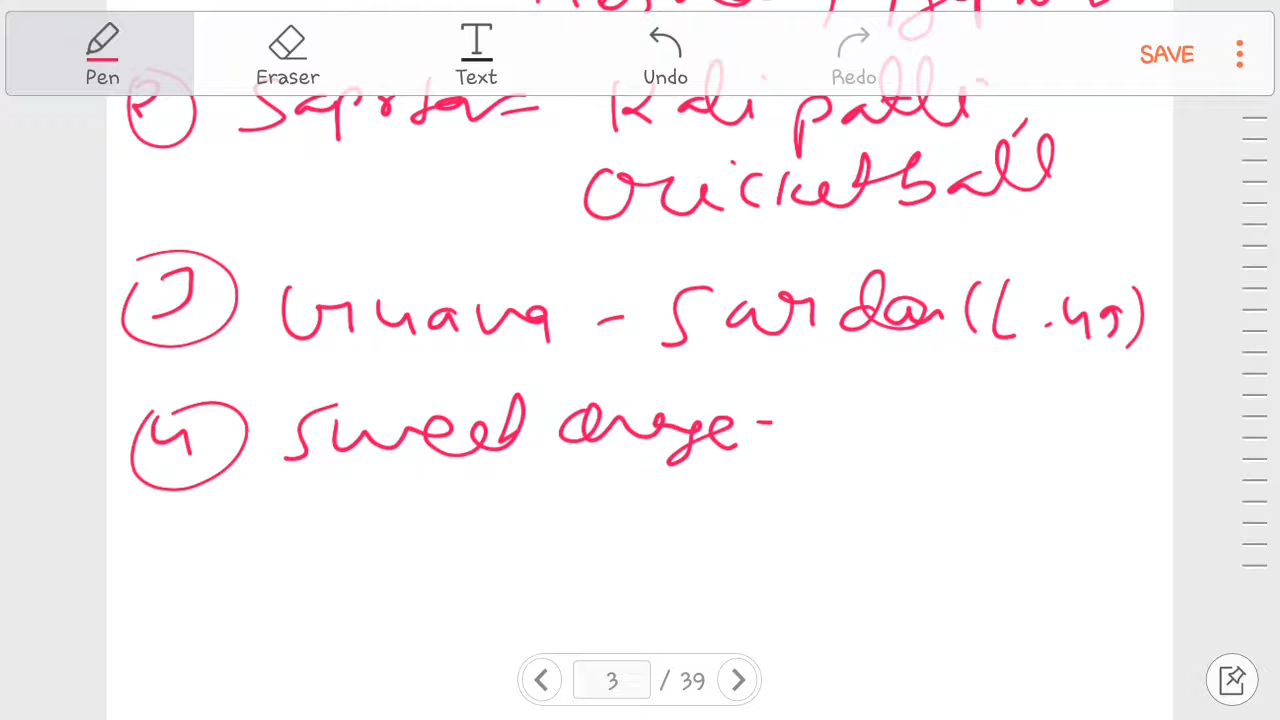 Pen Eraser Text Undo Redo SAVE
② Sapota= Kali patti
Cricketball
③ Guava - Sardar (L.49)
④ Sweet orange -
3 / 39